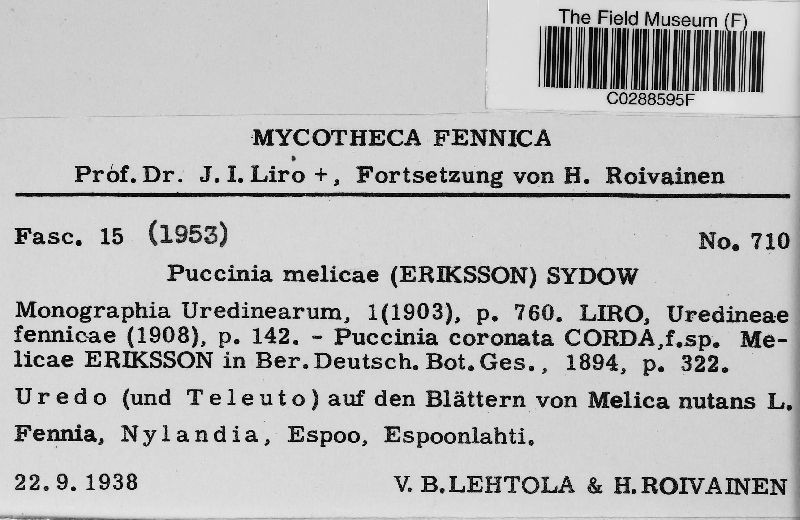 The Field Museum (F)
C0288595F
MYCOTHECA FENNICA
Prof. Dr. J. I. Liro +, Fortsetzung von H. Roivainen
Fasc. 15 (1953)
No. 710
Puccinia melicae (ERIKSSON) SYDOW
Monographia Uredinearum, 1(1903), p. 760. LIRO, Uredineae
fennicae (1908), p. 142. - Puccinia coronata CORDA,f.sp. Me-
licae ERIKSSON in Ber. Deutsch. Bot. Ges., 1894, p. 322.
Uredo (und Teleuto) auf den Blättern von Melica nutans L.
Fennia, Nylandia, Espoo, Espoonlahti.
22. 9. 1938
V. B. LEHTOLA & H. ROIVAINEN